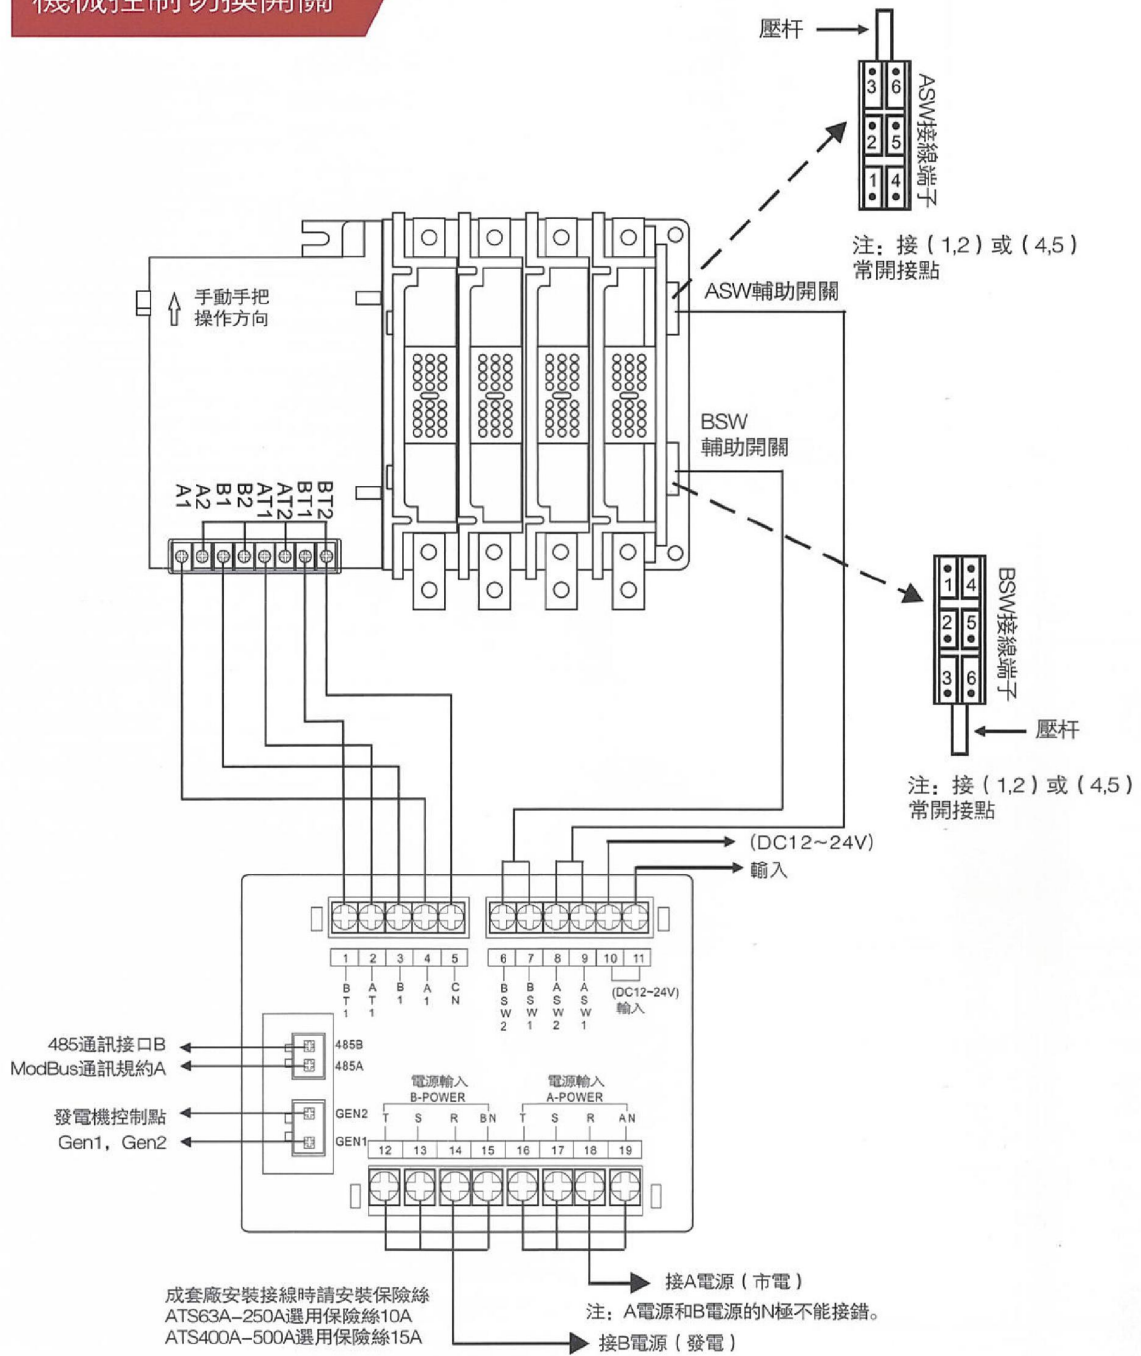 機械控制切換開關
壓杆
3 6
2 5
1 4
ASW接線端子
注：接（1,2）或（4,5）
常開接點
手動手把
操作方向
ASW輔助開關
BSW
輔助開關
A1 A2 B1 B2 AT1 AT2 BT1 BT2
1 4
2 5
3 6
BSW接線端子
壓杆
注：接（1,2）或（4,5）
常開接點
(DC12~24V)
輸入
1 2 3 4 5 6 7 8 9 10 11
BT1 AT1 B1 A1 CN BSW2 BSW1 ASW2 ASW1
(DC12~24V)
輸入
485通訊接口B
485B
ModBus通訊規約A
485A
發電機控制點
GEN2
Gen1，Gen2
GEN1
電源輸入 電源輸入
B-POWER A-POWER
T S R BN T S R AN
12 13 14 15 16 17 18 19
接A電源（市電）
注：A電源和B電源的N極不能接錯。
接B電源（發電）
成套廠安裝接線時請安裝保險絲
ATS63A-250A選用保險絲10A
ATS400A-500A選用保險絲15A